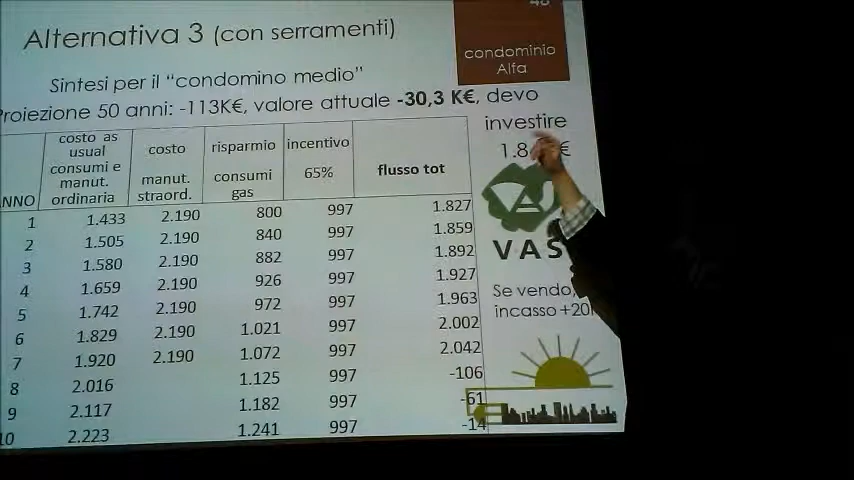 Alternativa 3 (con serramenti)
condominio
Alfa
Sintesi per il "condomino medio"
Proiezione 50 anni: -113K€, valore attuale -30,3 K€, devo
investire
costo as
usual
consumi e
manut.
ordinaria
costo
manut.
straord.
risparmio
consumi
gas
incentivo
65%
flusso tot
1 1.433 2.190 800 997 1.827
2 1.505 2.190 840 997 1.859
3 1.580 2.190 882 997 1.892
4 1.659 2.190 926 997 1.927
5 1.742 2.190 972 997 1.963
6 1.829 2.190 1.021 997 2.002
7 1.920 2.190 1.072 997 2.042
8 2.016 1.125 997 -106
9 2.117 1.182 997 -61
10 2.223 1.241 997 -14
VAS
Se vendo,
incasso